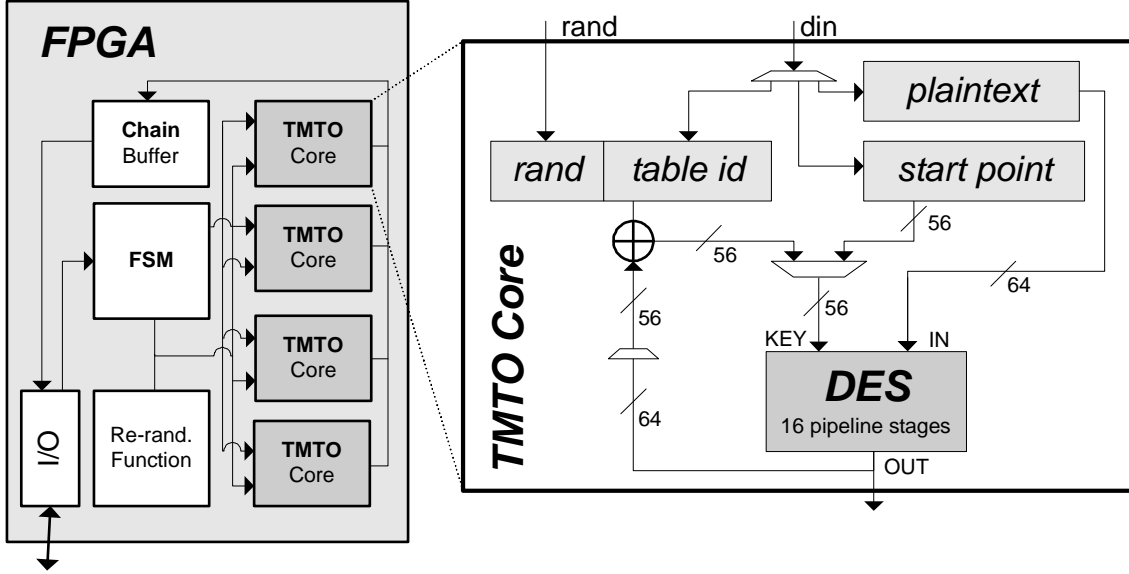 FPGA
Chain
Buffer
FSM
Re-rand.
Function
I/O
TMTO
Core
TMTO
Core
TMTO
Core
TMTO
Core
TMTO Core
rand
din
plaintext
rand
table id
start point
56
56
64
56
56
64
KEY
IN
DES
16 pipeline stages
OUT